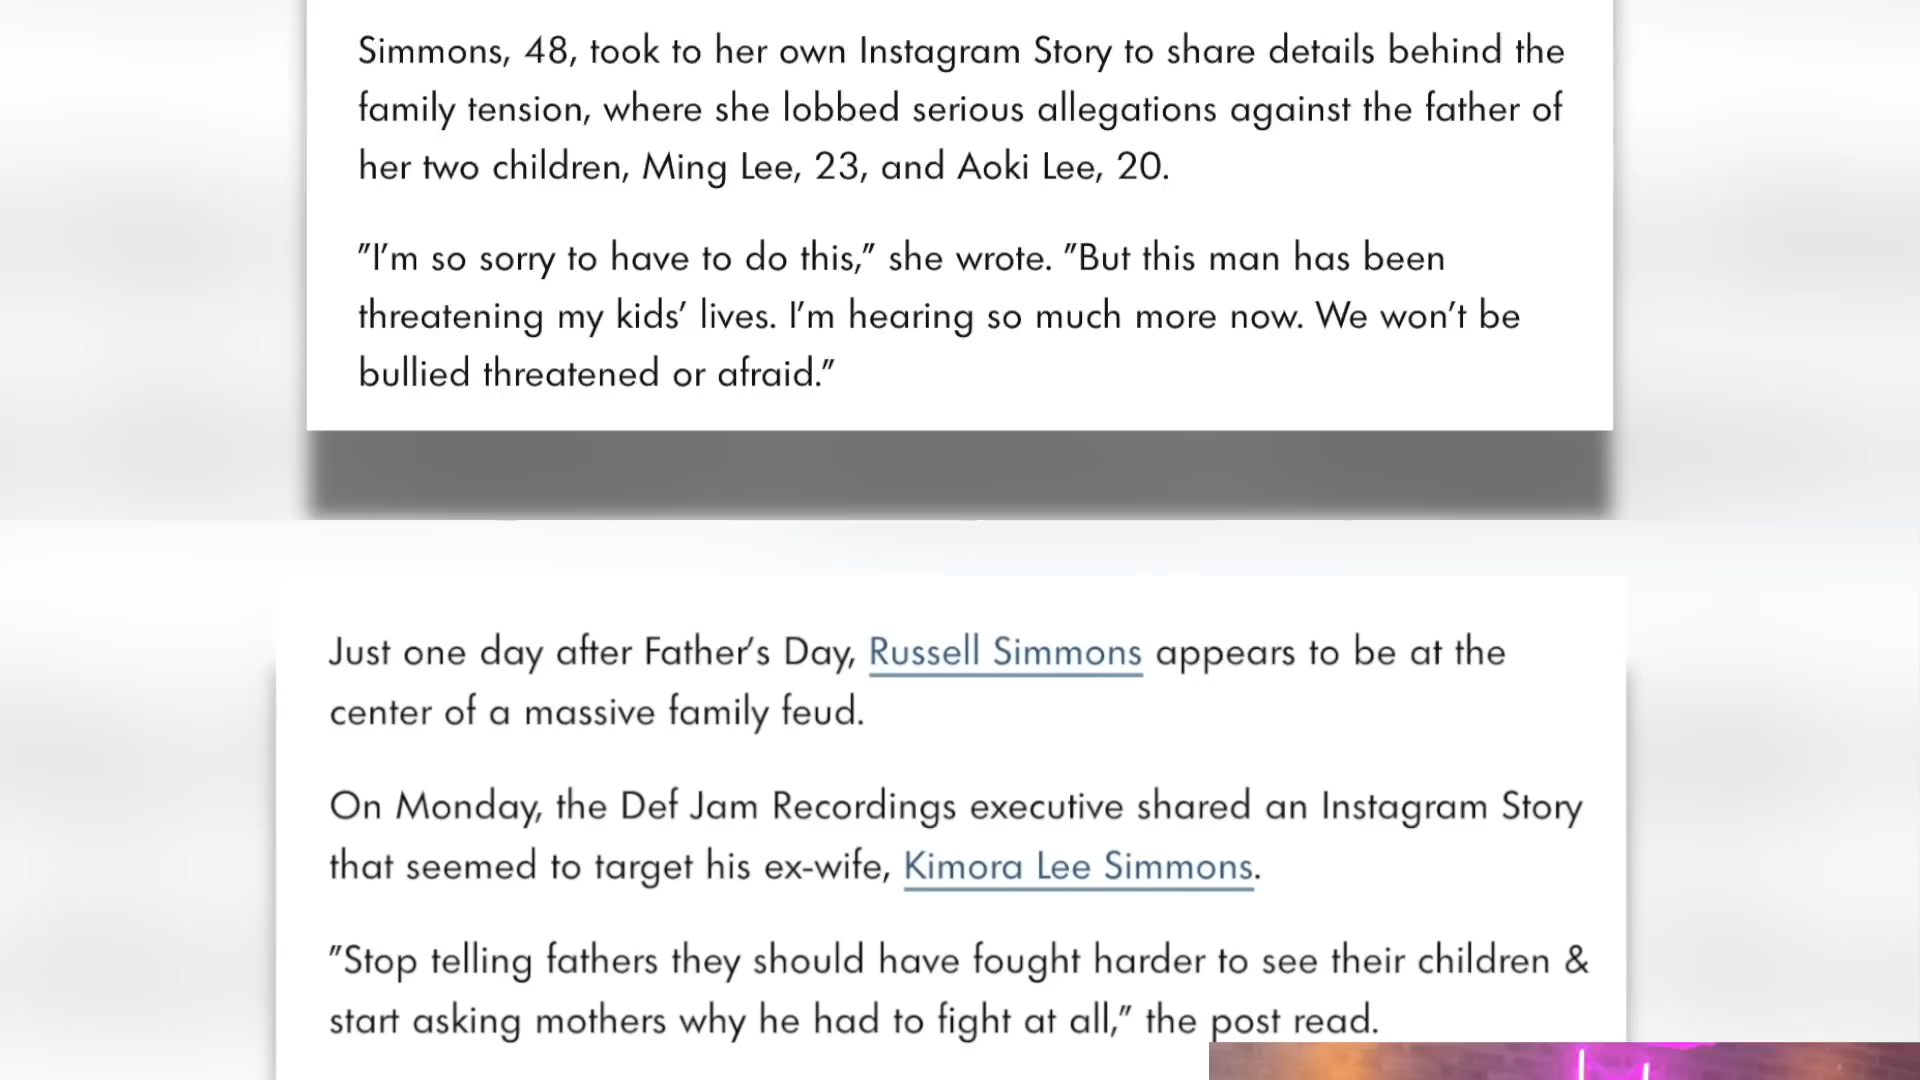 Simmons, 48, took to her own Instagram Story to share details behind the
family tension, where she lobbed serious allegations against the father of
her two children, Ming Lee, 23, and Aoki Lee, 20.
"I'm so sorry to have to do this," she wrote. "But this man has been
threatening my kids' lives. I'm hearing so much more now. We won't be
bullied threatened or afraid."
Just one day after Father's Day, Russell Simmons appears to be at the
center of a massive family feud.
On Monday, the Def Jam Recordings executive shared an Instagram Story
that seemed to target his ex-wife, Kimora Lee Simmons.
"Stop telling fathers they should have fought harder to see their children &
start asking mothers why he had to fight at all," the post read.